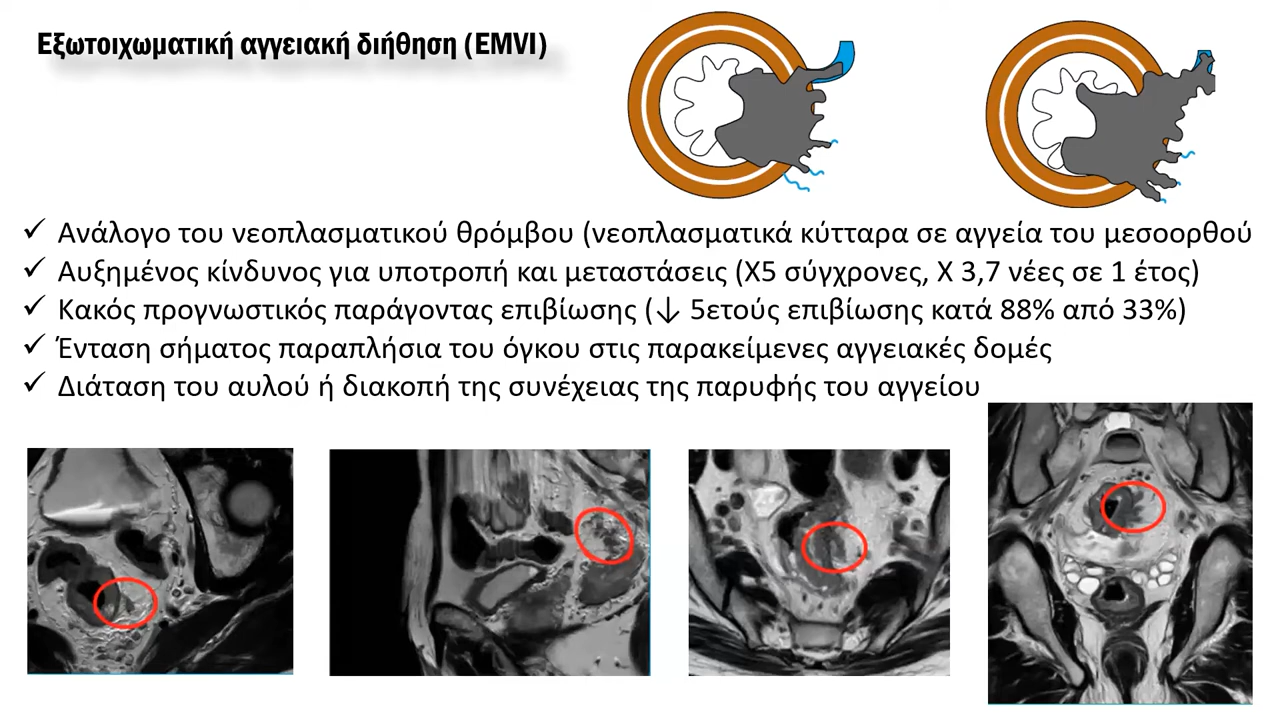 Εξωτοιχωματική αγγειακή διήθηση (EMVI)
✓ Ανάλογο του νεοπλασματικού θρόμβου (νεοπλασματικά κύτταρα σε αγγεία του μεσοορθού
✓ Αυξημένος κίνδυνος για υποτροπή και μεταστάσεις (Χ5 σύγχρονες, Χ 3,7 νέες σε 1 έτος)
✓ Κακός προγνωστικός παράγοντας επιβίωσης (↓ 5ετούς επιβίωσης κατά 88% από 33%)
✓ Ένταση σήματος παραπλήσια του όγκου στις παρακείμενες αγγειακές δομές
✓ Διάταση του αυλού ή διακοπή της συνέχειας της παρυφής του αγγείου